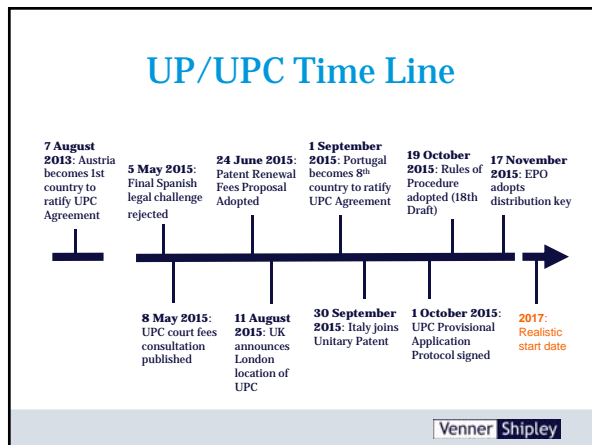 UP/UPC Time Line
7 August
2013: Austria
becomes 1st
country to
ratify UPC
Agreement
5 May 2015:
Final Spanish
legal challenge
rejected
24 June 2015:
Patent Renewal
Fees Proposal
Adopted
1 September
2015: Portugal
becomes 8th
country to ratify
UPC Agreement
19 October
2015: Rules of
Procedure
adopted (18th
Draft)
17 November
2015: EPO
adopts
distribution key
8 May 2015:
UPC court fees
consultation
published
11 August
2015: UK
announces
London
location of
UPC
30 September
2015: Italy joins
Unitary Patent
1 October 2015:
UPC Provisional
Application
Protocol signed
2017:
Realistic
start date
Venner Shipley